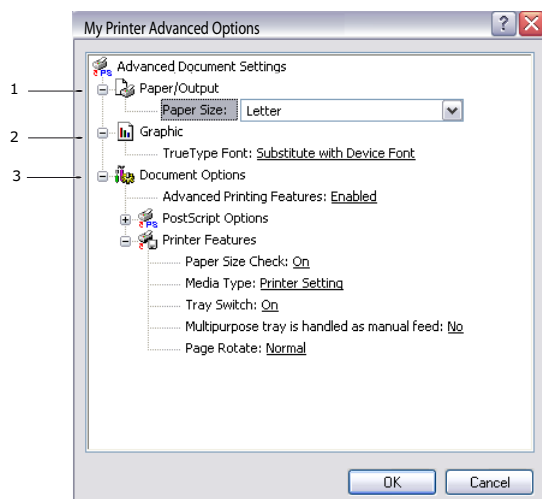 My Printer Advanced Options
?
Advanced Document Settings
1
Paper/Output
Paper Size: Letter
2
Graphic
TrueType Font: Substitute with Device Font
3
Document Options
Advanced Printing Features: Enabled
PostScript Options
Printer Features
Paper Size Check: On
Media Type: Printer Setting
Tray Switch: On
Multipurpose tray is handled as manual feed: No
Page Rotate: Normal
OK Cancel